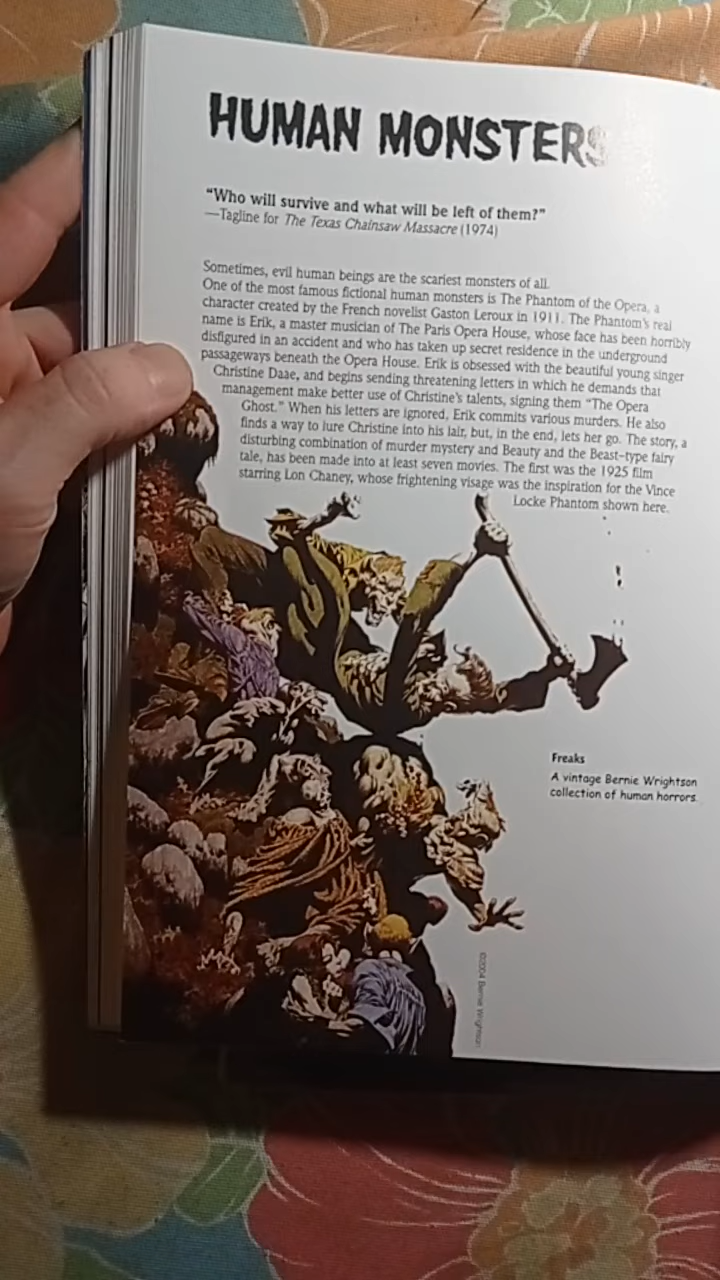 HUMAN MONSTERS
"Who will survive and what will be left of them?"
—Tagline for The Texas Chainsaw Massacre (1974)
Sometimes, evil human beings are the scariest monsters of all.
One of the most famous fictional human monsters is The Phantom of the Opera, a
character created by the French novelist Gaston Leroux in 1911. The Phantom's real
name is Erik, a master musician of The Paris Opera House, whose face has been horribly
disfigured in an accident and who has taken up secret residence in the underground
passageways beneath the Opera House. Erik is obsessed with the beautiful young singer
Christine Daae, and begins sending threatening letters in which he demands that
management make better use of Christine's talents, signing them "The Opera
Ghost." When his letters are ignored, Erik commits various murders. He also
finds a way to lure Christine into his lair, but, in the end, lets her go. The story, a
disturbing combination of murder mystery and Beauty and the Beast-type fairy
tale, has been made into at least seven movies. The first was the 1925 film
starring Lon Chaney, whose frightening visage was the inspiration for the Vince
Locke Phantom shown here.
Freaks
A vintage Bernie Wrightson
collection of human horrors.
©2004 Bernie Wrightson